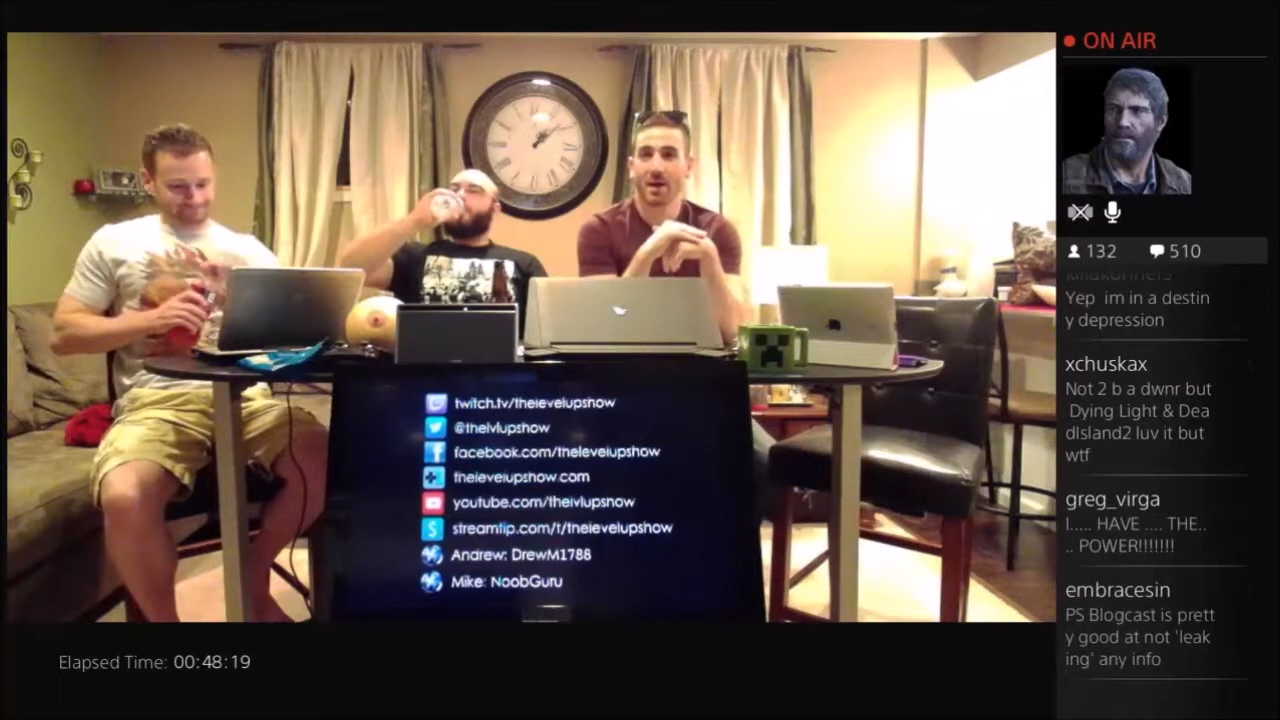 ON AIR
132 510
Yep im in a destin
y depression
xchuskax
Not 2 b a dwnr but
Dying Light & Dea
dIsland2 luv it but
wtf
greg_virga
I..... HAVE .... THE..
.. POWER!!!!!!!
embracesin
PS Blogcast is prett
y good at not 'leak
ing' any info
twitch.tv/thelevelupshow
@thelvlupshow
facebook.com/thelevelupshow
thelevelupshow.com
youtube.com/thelvlupshow
streamtip.com/t/thelevelupshow
Andrew: DrewM1788
Mike: NoobGuru
Elapsed Time: 00:48:19